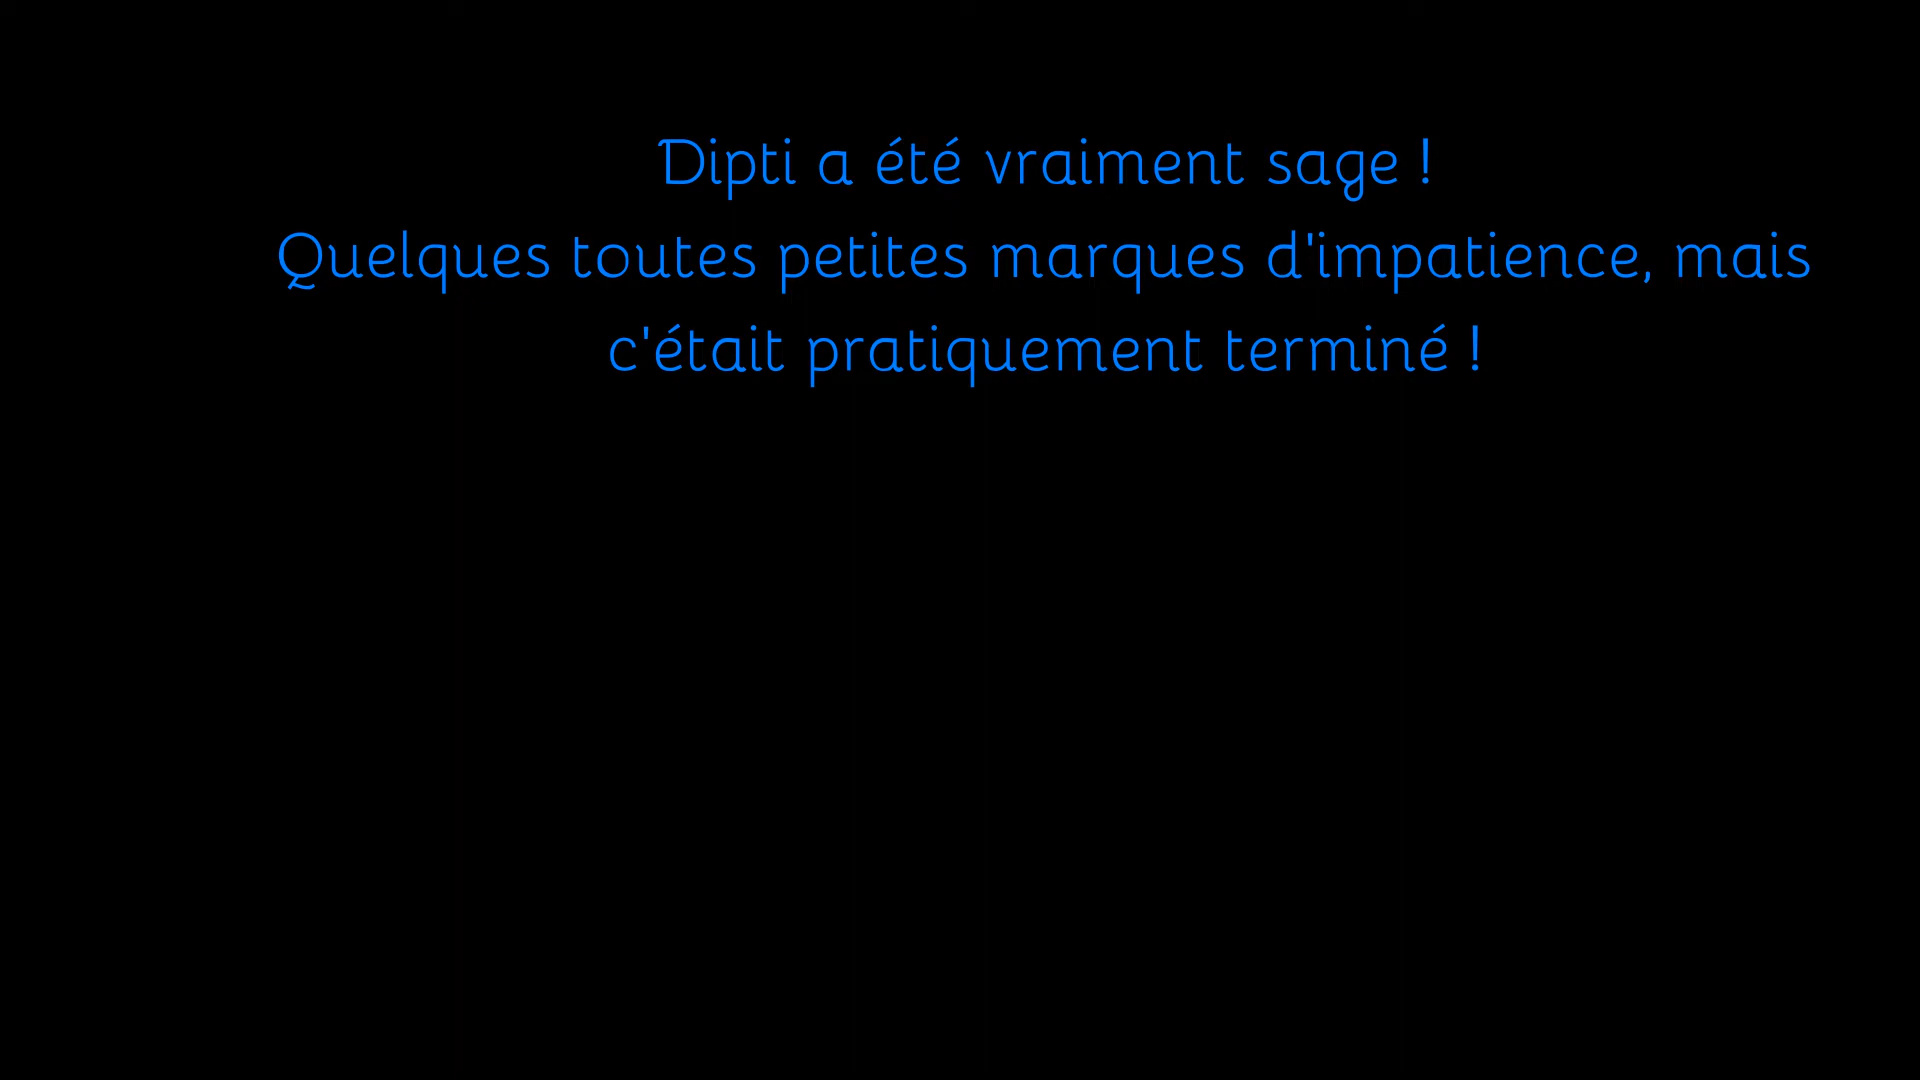 Dipti a été vraiment sage !
Quelques toutes petites marques d'impatience, mais
c'était pratiquement terminé !